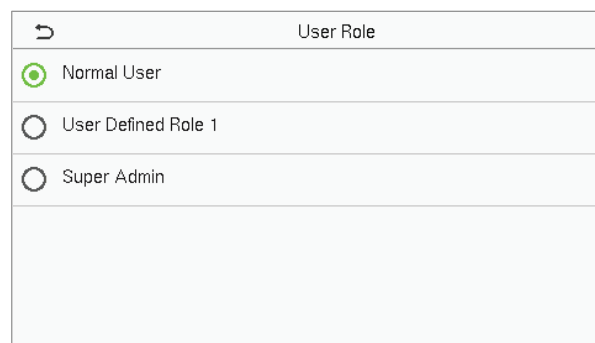 User Role
Normal User
User Defined Role 1
Super Admin